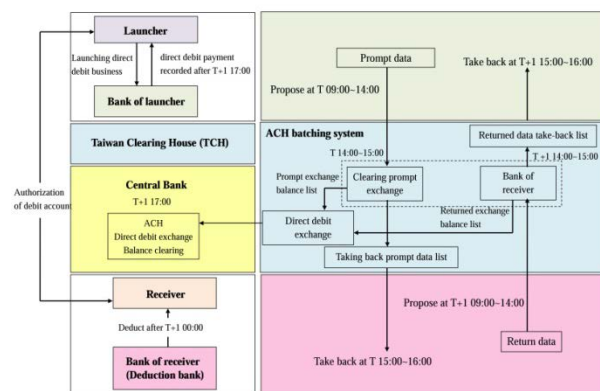 Launcher
Launching direct
debit business
direct debit payment
recorded after T+1 17:00
Bank of launcher
Prompt data
Take back at T+1 15:00~16:00
Propose at T 09:00~14:00
Taiwan Clearing House (TCH)
ACH batching system
Returned data take-back list
T 14:00~15:00
T +1 14:00~15:00
Central Bank
T+1 17:00
ACH
Direct debit exchange
Balance clearing
Authorization
of debit account
Prompt exchange
balance list
Clearing prompt
exchange
Bank of
receiver
Direct debit
exchange
Returned exchange
balance list
Taking back prompt data list
Receiver
Deduct after T+1 00:00
Bank of receiver
(Deduction bank)
Propose at T+1 09:00~14:00
Return data
Take back at T 15:00~16:00